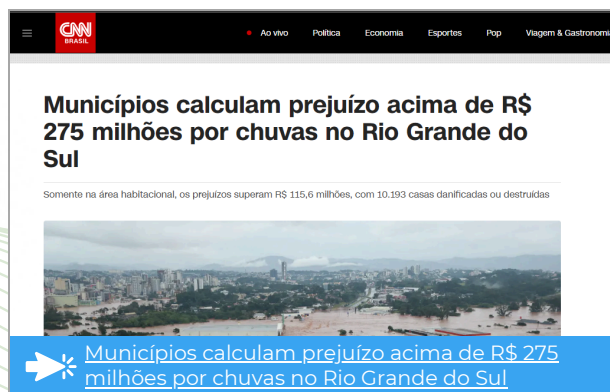 CNN
BRASIL
Ao vivo Política Economia Esportes Pop Viagem & Gastronomia
Municípios calculam prejuízo acima de R$
275 milhões por chuvas no Rio Grande do
Sul
Somente na área habitacional, os prejuízos superam R$ 115,6 milhões, com 10.193 casas danificadas ou destruídas
Municípios calculam prejuízo acima de R$ 275
milhões por chuvas no Rio Grande do Sul